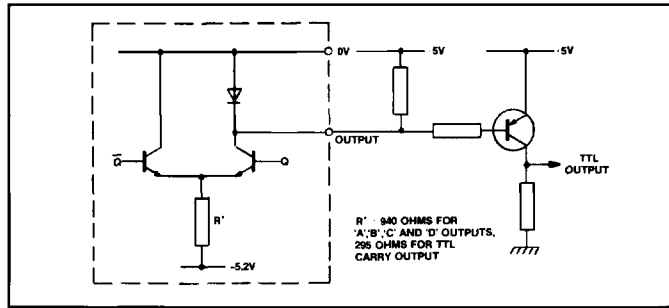 0V
5V
5V
OUTPUT
Q̅
Q
TTL
OUTPUT
R'
R' - 940 OHMS FOR
'A','B','C' AND 'D' OUTPUTS,
295 OHMS FOR TTL
CARRY OUTPUT
-5.2V